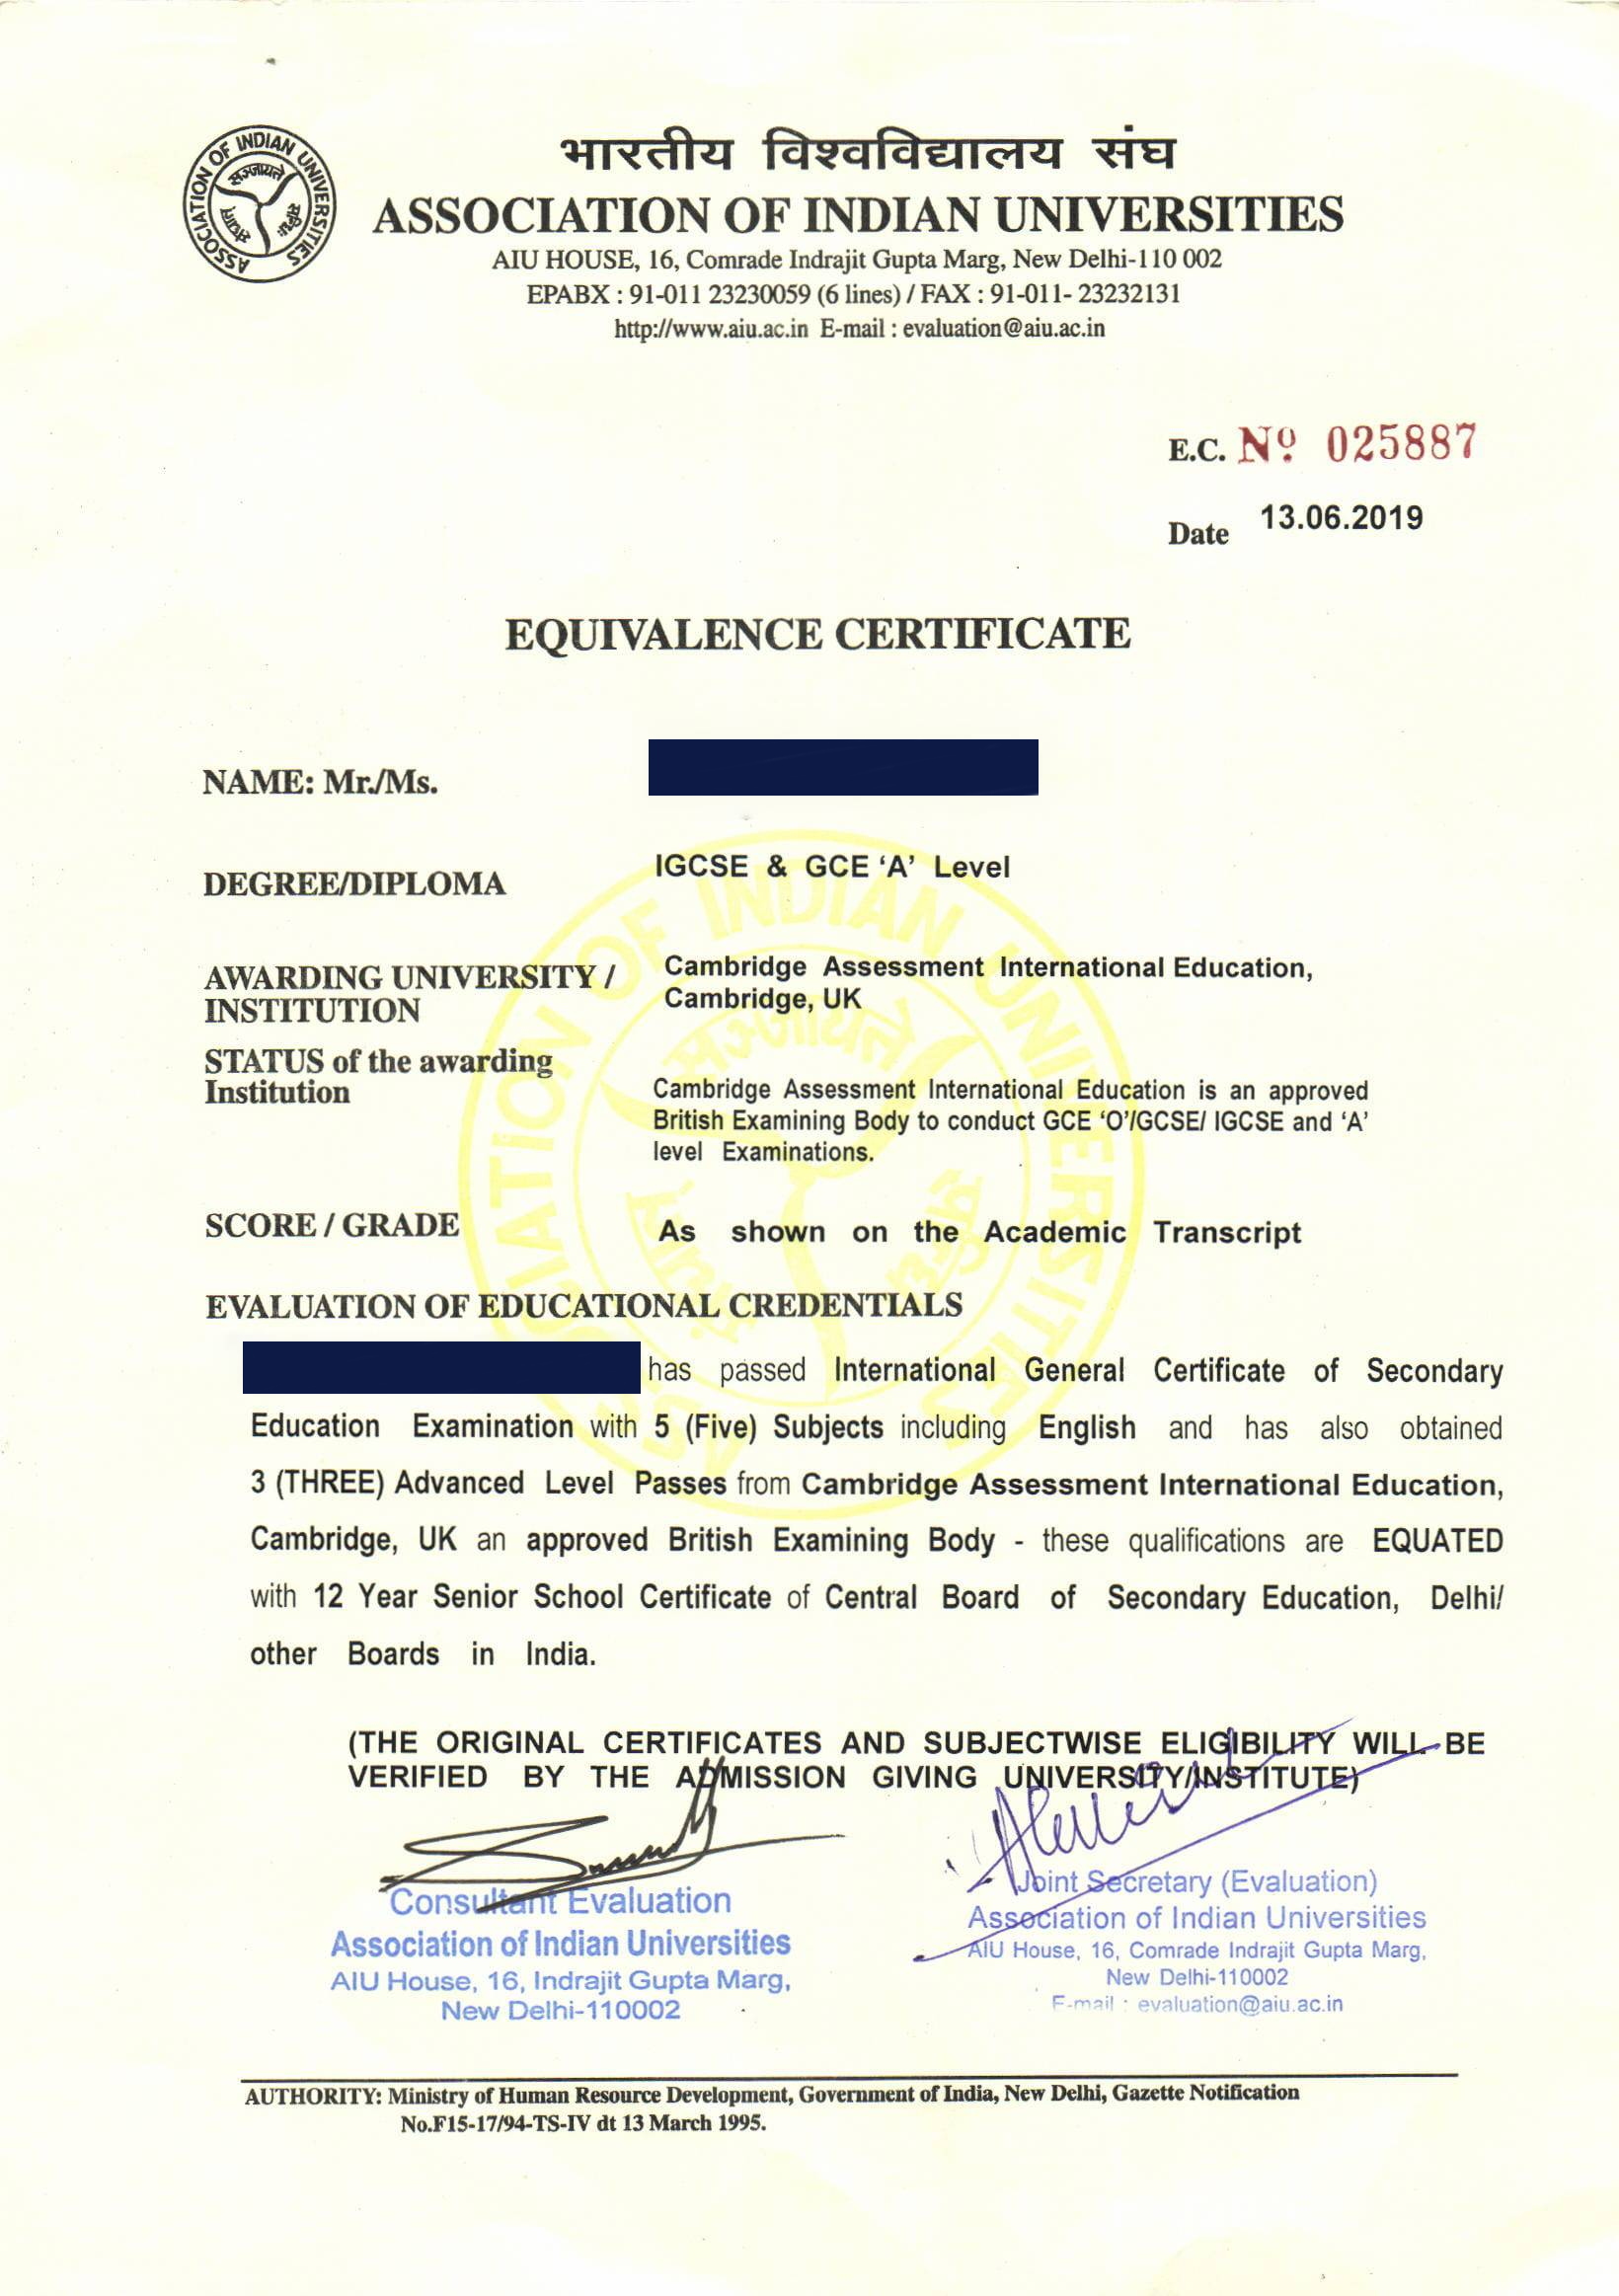 ASSOCIATION OF INDIAN UNIVERSITIES
भारतीय विश्वविद्यालय संघ
ASSOCIATION OF INDIAN UNIVERSITIES
AIU HOUSE, 16, Comrade Indrajit Gupta Marg, New Delhi-110 002
EPABX : 91-011 23230059 (6 lines) / FAX : 91-011- 23232131
http://www.aiu.ac.in E-mail : evaluation@aiu.ac.in
E.C. Nº 025887
Date 13.06.2019
EQUIVALENCE CERTIFICATE
NAME: Mr./Ms.
DEGREE/DIPLOMA IGCSE & GCE ‘A’ Level
AWARDING UNIVERSITY / INSTITUTION
Cambridge Assessment International Education,
Cambridge, UK
STATUS of the awarding
Institution
Cambridge Assessment International Education is an approved
British Examining Body to conduct GCE ‘O’/GCSE/ IGCSE and ‘A’
level Examinations.
SCORE / GRADE As shown on the Academic Transcript
EVALUATION OF EDUCATIONAL CREDENTIALS
has passed International General Certificate of Secondary
Education Examination with 5 (Five) Subjects including English and has also obtained
3 (THREE) Advanced Level Passes from Cambridge Assessment International Education,
Cambridge, UK an approved British Examining Body - these qualifications are EQUATED
with 12 Year Senior School Certificate of Central Board of Secondary Education, Delhi/
other Boards in India.
(THE ORIGINAL CERTIFICATES AND SUBJECTWISE ELIGIBILITY WILL BE
VERIFIED BY THE ADMISSION GIVING UNIVERSITY/INSTITUTE)
Consultant Evaluation
Association of Indian Universities
AIU House, 16, Indrajit Gupta Marg,
New Delhi-110002
Joint Secretary (Evaluation)
Association of Indian Universities
AIU House, 16, Comrade Indrajit Gupta Marg,
New Delhi-110002
E-mail : evaluation@aiu.ac.in
AUTHORITY: Ministry of Human Resource Development, Government of India, New Delhi, Gazette Notification
No.F15-17/94-TS-IV dt 13 March 1995.